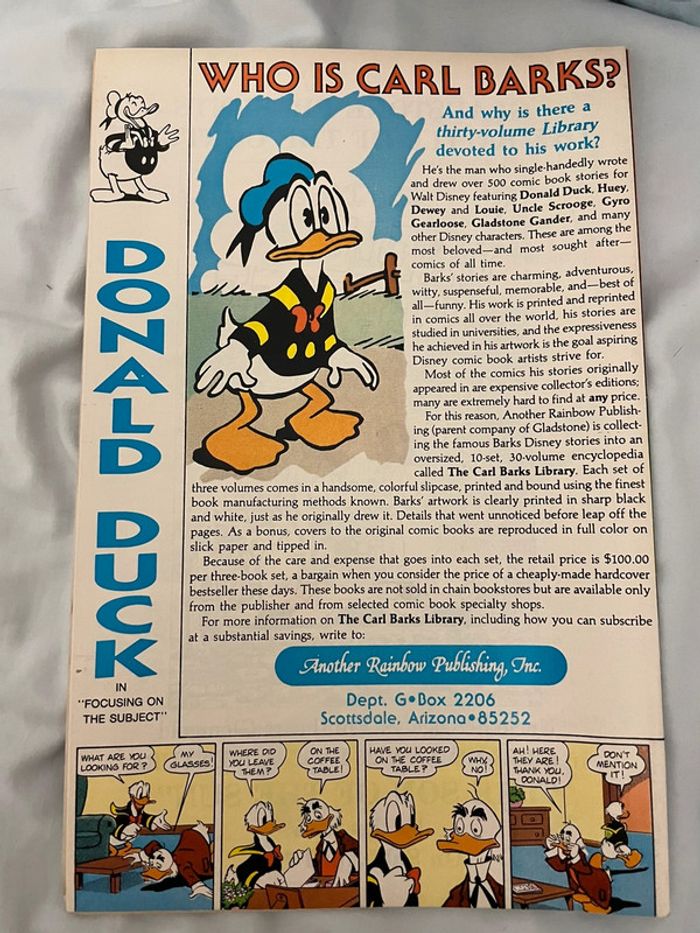 WHO IS CARL BARKS?
And why is there a
thirty-volume Library
devoted to his work?
He's the man who single-handedly wrote
and drew over 500 comic book stories for
Walt Disney featuring Donald Duck, Huey,
Dewey and Louie, Uncle Scrooge, Gyro
Gearloose, Gladstone Gander, and many
other Disney characters. These are among the
most beloved—and most sought after—
comics of all time.
Barks' stories are charming, adventurous,
witty, suspenseful, memorable, and—best of
all—funny. His work is printed and reprinted
in comics all over the world, his stories are
studied in universities, and the expressiveness
he achieved in his artwork is the goal aspiring
Disney comic book artists strive for.
Most of the comics his stories originally
appeared in are expensive collector's editions;
many are extremely hard to find at any price.
For this reason, Another Rainbow Publish-
ing (parent company of Gladstone) is collect-
ing the famous Barks Disney stories into an
oversized, 10-set, 30-volume encyclopedia
called The Carl Barks Library. Each set of
three volumes comes in a handsome, colorful slipcase, printed and bound using the finest
book manufacturing methods known. Barks' artwork is clearly printed in sharp black
and white, just as he originally drew it. Details that went unnoticed before leap off the
pages. As a bonus, covers to the original comic books are reproduced in full color on
slick paper and tipped in.
Because of the care and expense that goes into each set, the retail price is $100.00
per three-book set, a bargain when you consider the price of a cheaply-made hardcover
bestseller these days. These books are not sold in chain bookstores but are available only
from the publisher and from selected comic book specialty shops.
For more information on The Carl Barks Library, including how you can subscribe
at a substantial savings, write to:
Another Rainbow Publishing, Inc.
Dept. G•Box 2206
Scottsdale, Arizona•85252
DONALD DUCK
IN
"FOCUSING ON
THE SUBJECT"
WHAT ARE YOU
LOOKING FOR?
MY
GLASSES!
WHERE DID
YOU LEAVE
THEM?
ON THE
COFFEE
TABLE!
HAVE YOU LOOKED
ON THE COFFEE
TABLE?
WHY,
NO!
AH! HERE
THEY ARE!
THANK YOU,
DONALD!
DON'T
MENTION
IT!